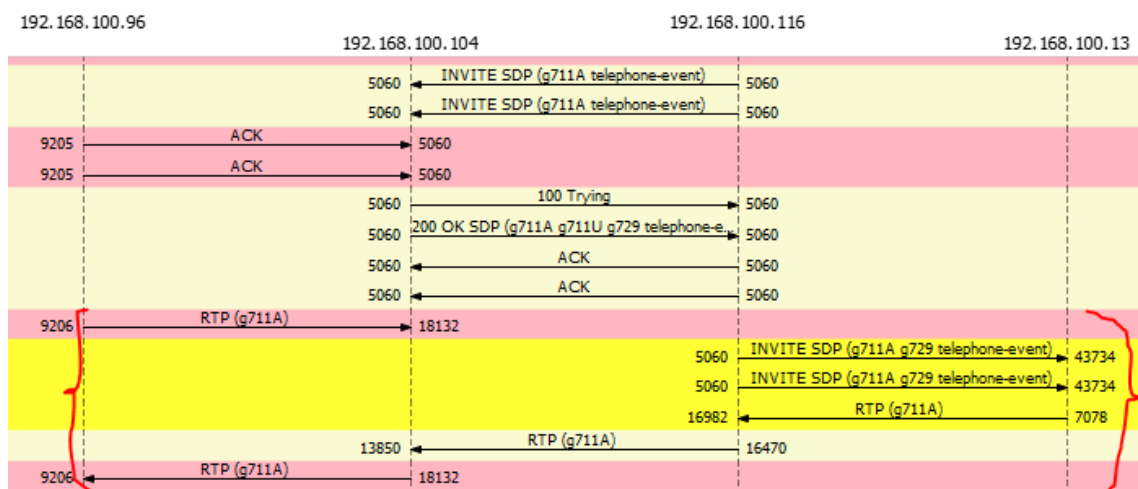 192.168.100.96 192.168.100.116
192.168.100.104 192.168.100.13
INVITE SDP (g711A telephone-event)
5060 5060
INVITE SDP (g711A telephone-event)
5060 5060
ACK
9205 5060
ACK
9205 5060
100 Trying
5060 5060
200 OK SDP (g711A g711U g729 telephone-e...
5060 5060
ACK
5060 5060
ACK
5060 5060
RTP (g711A)
9206 18132
INVITE SDP (g711A g729 telephone-event)
5060 43734
INVITE SDP (g711A g729 telephone-event)
5060 43734
RTP (g711A)
16982 7078
RTP (g711A)
13850 16470
RTP (g711A)
9206 18132